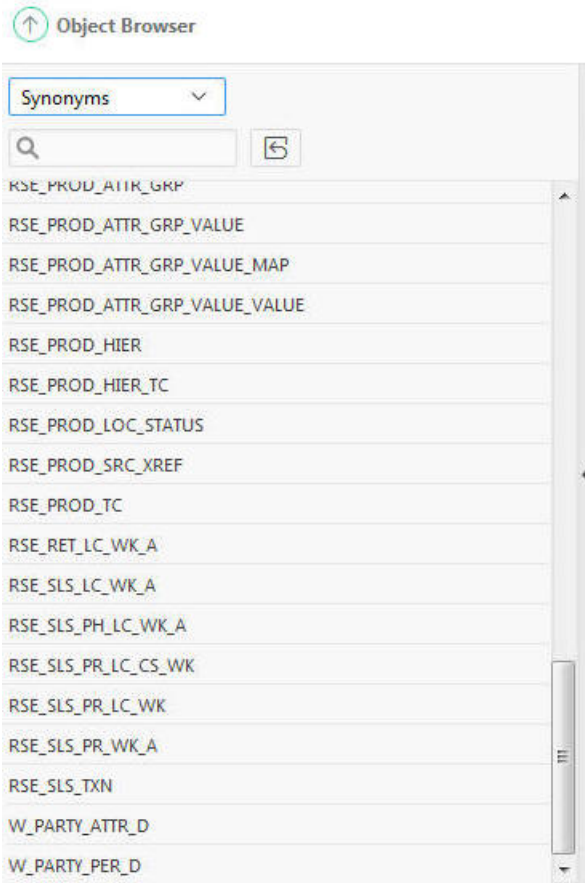 Object Browser
Synonyms
RSE_PROD_ATTR_GRP
RSE_PROD_ATTR_GRP_VALUE
RSE_PROD_ATTR_GRP_VALUE_MAP
RSE_PROD_ATTR_GRP_VALUE_VALUE
RSE_PROD_HIER
RSE_PROD_HIER_TC
RSE_PROD_LOC_STATUS
RSE_PROD_SRC_XREF
RSE_PROD_TC
RSE_RET_LC_WK_A
RSE_SLS_LC_WK_A
RSE_SLS_PH_LC_WK_A
RSE_SLS_PR_LC_CS_WK
RSE_SLS_PR_LC_WK
RSE_SLS_PR_WK_A
RSE_SLS_TXN
W_PARTY_ATTR_D
W_PARTY_PER_D